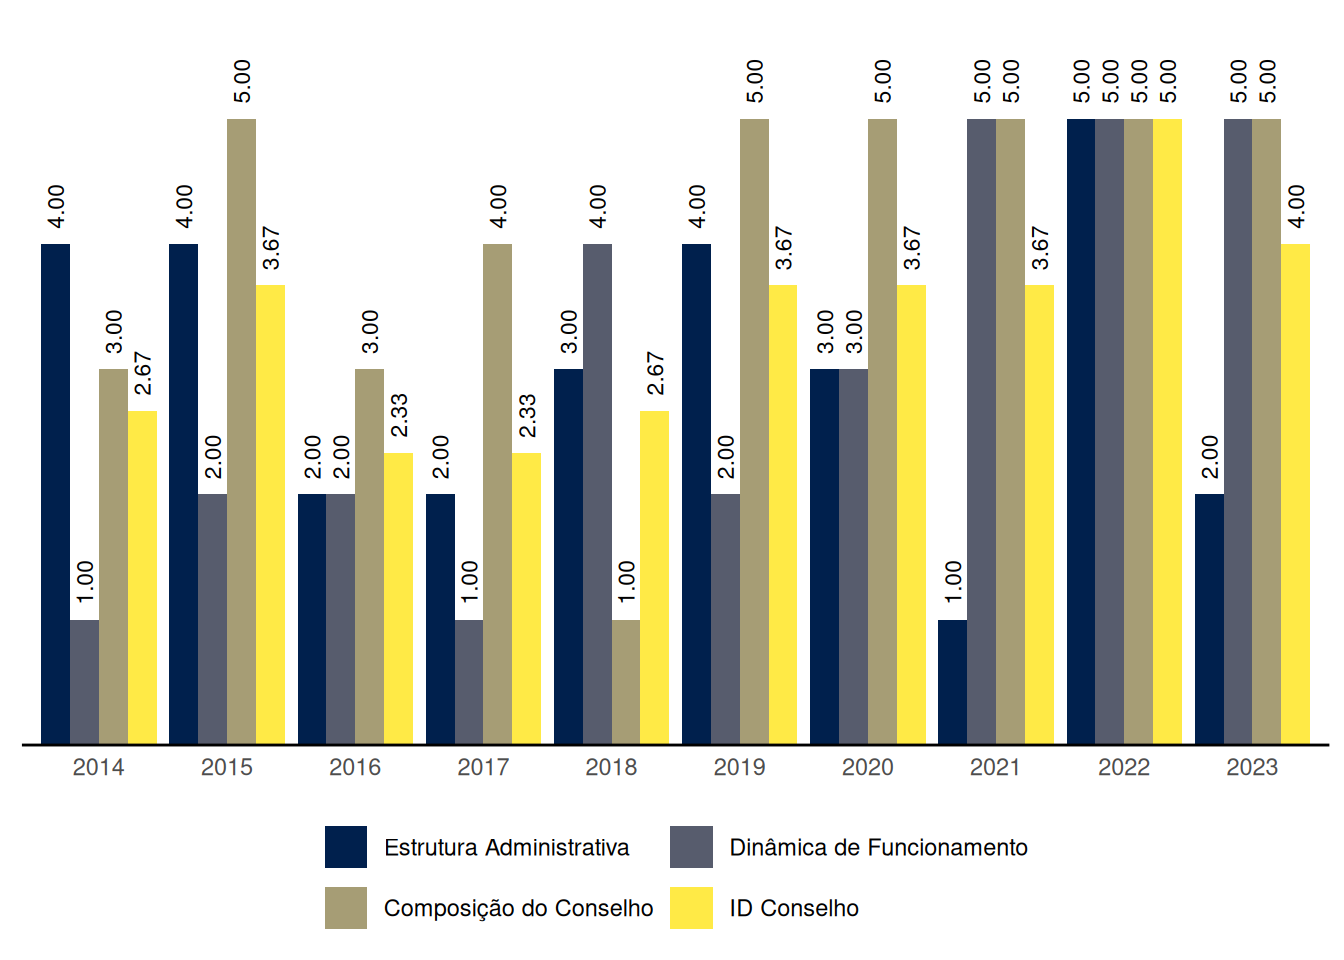 4.00 1.00 3.00 2.67 4.00 2.00 5.00 3.67 2.00 2.00 3.00 2.33 2.00 1.00 4.00 2.33 3.00 4.00 1.00 2.67 4.00 2.00 5.00 3.67 3.00 3.00 5.00 3.67 1.00 5.00 5.00 3.67 5.00 5.00 5.00 5.00 2.00 5.00 5.00 4.00
2014 2015 2016 2017 2018 2019 2020 2021 2022 2023
Estrutura Administrativa Dinâmica de Funcionamento
Composição do Conselho ID Conselho